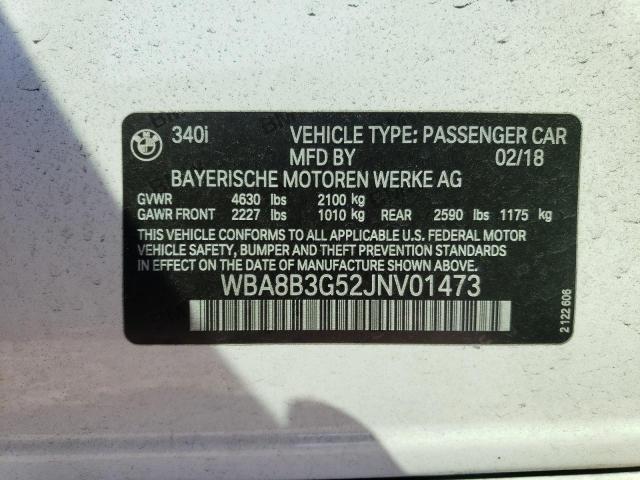 340i VEHICLE TYPE: PASSENGER CAR
MFD BY 02/18
BAYERISCHE MOTOREN WERKE AG
GVWR 4630 lbs 2100 kg
GAWR FRONT 2227 lbs 1010 kg REAR 2590 lbs 1175 kg
THIS VEHICLE CONFORMS TO ALL APPLICABLE U.S. FEDERAL MOTOR
VEHICLE SAFETY, BUMPER AND THEFT PREVENTION STANDARDS
IN EFFECT ON THE DATE OF MANUFACTURE SHOWN ABOVE.
WBA8B3G52JNV01473
2 122 606